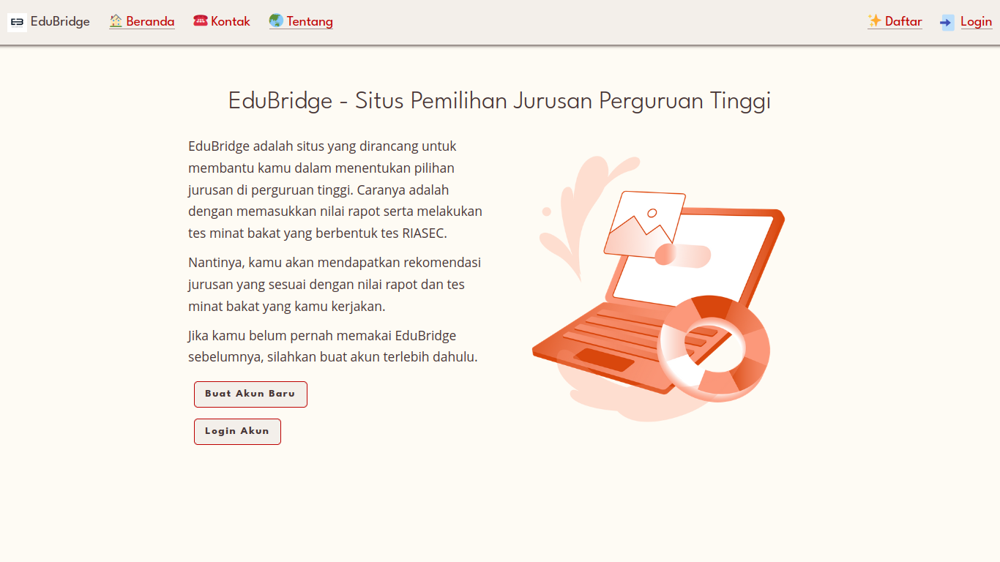 EB EduBridge Beranda Kontak Tentang Daftar Login
EduBridge - Situs Pemilihan Jurusan Perguruan Tinggi
EduBridge adalah situs yang dirancang untuk
membantu kamu dalam menentukan pilihan
jurusan di perguruan tinggi. Caranya adalah
dengan memasukkan nilai rapot serta melakukan
tes minat bakat yang berbentuk tes RIASEC.
Nantinya, kamu akan mendapatkan rekomendasi
jurusan yang sesuai dengan nilai rapot dan tes
minat bakat yang kamu kerjakan.
Jika kamu belum pernah memakai EduBridge
sebelumnya, silahkan buat akun terlebih dahulu.
Buat Akun Baru
Login Akun